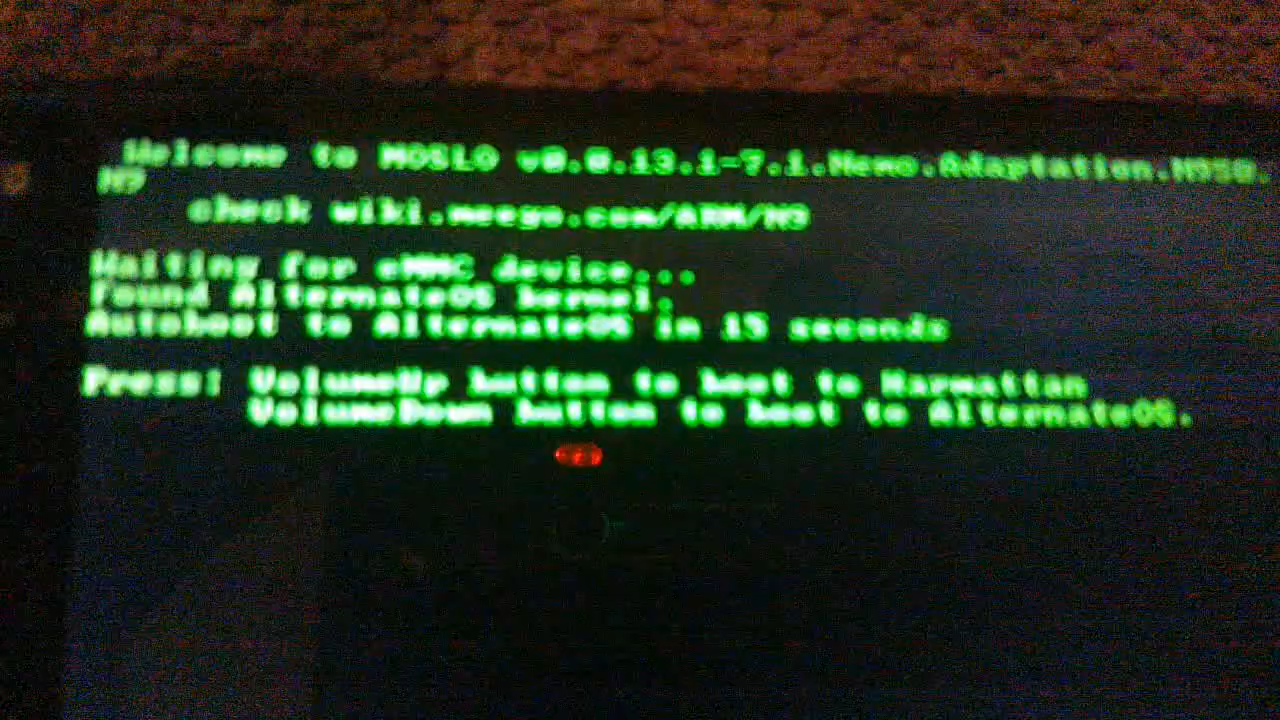 Welcome to MOSLO v0.0.13.1-7.1.Nemo.Adaptation.N950.
N9
check wiki.meego.com/ARM/N9
Waiting for eMMC device...
Found AlternateOS kernel.
Autoboot to AlternateOS in 15 seconds
Press: VolumeUp button to boot to Harmattan
VolumeDown button to boot to AlternateOS.